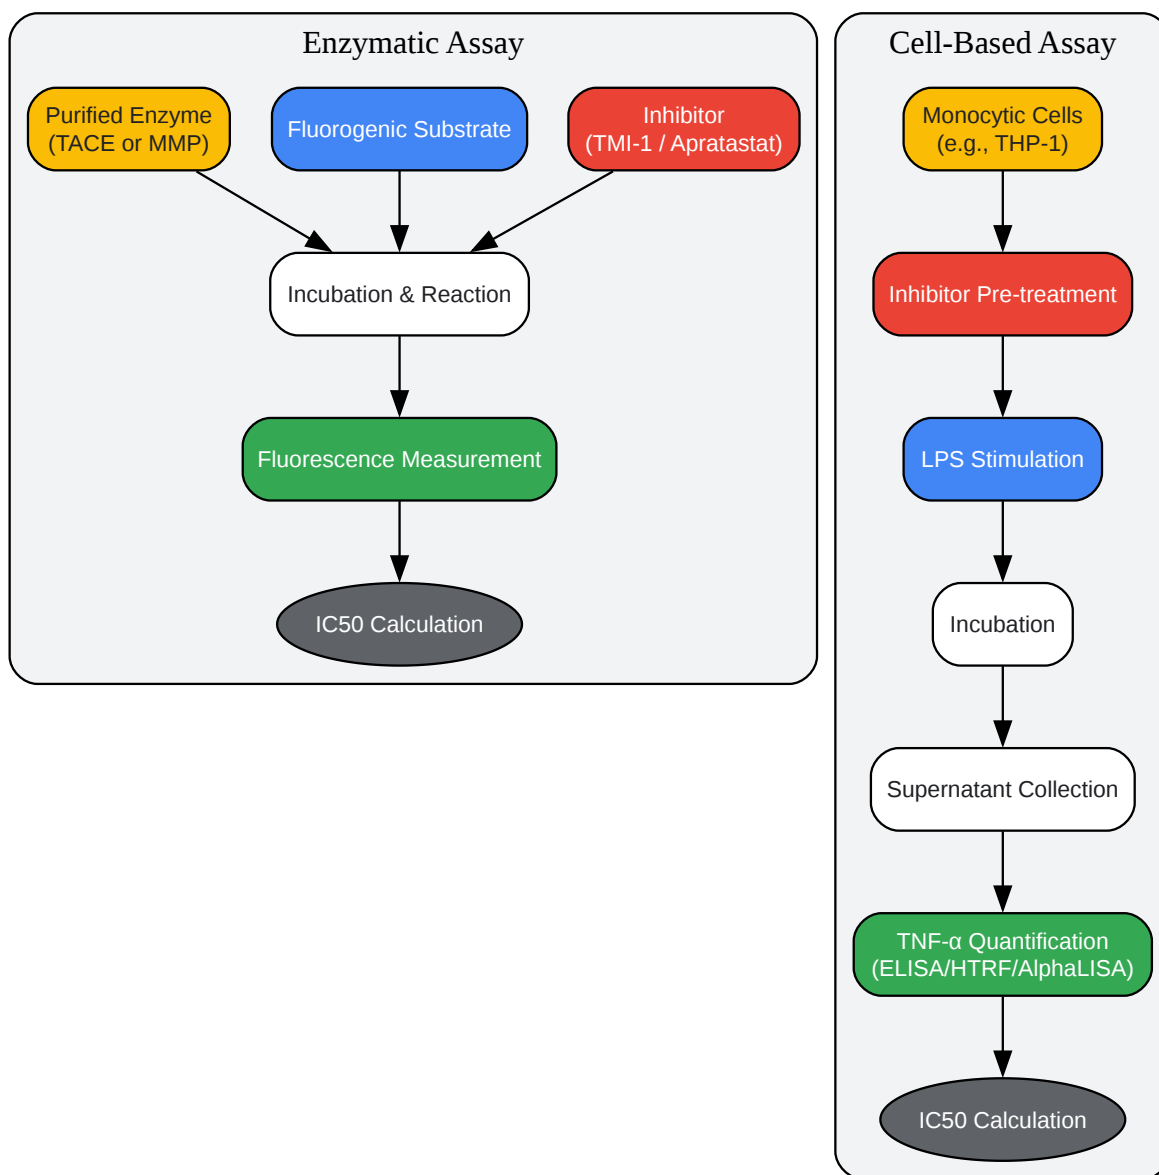 Enzymatic Assay
Purified Enzyme
(TACE or MMP)
Fluorogenic Substrate
Inhibitor
(TMI-1 / Apratastat)
Incubation & Reaction
Fluorescence Measurement
IC50 Calculation
Cell-Based Assay
Monocytic Cells
(e.g., THP-1)
Inhibitor Pre-treatment
LPS Stimulation
Incubation
Supernatant Collection
TNF-α Quantification
(ELISA/HTRF/AlphaLISA)
IC50 Calculation